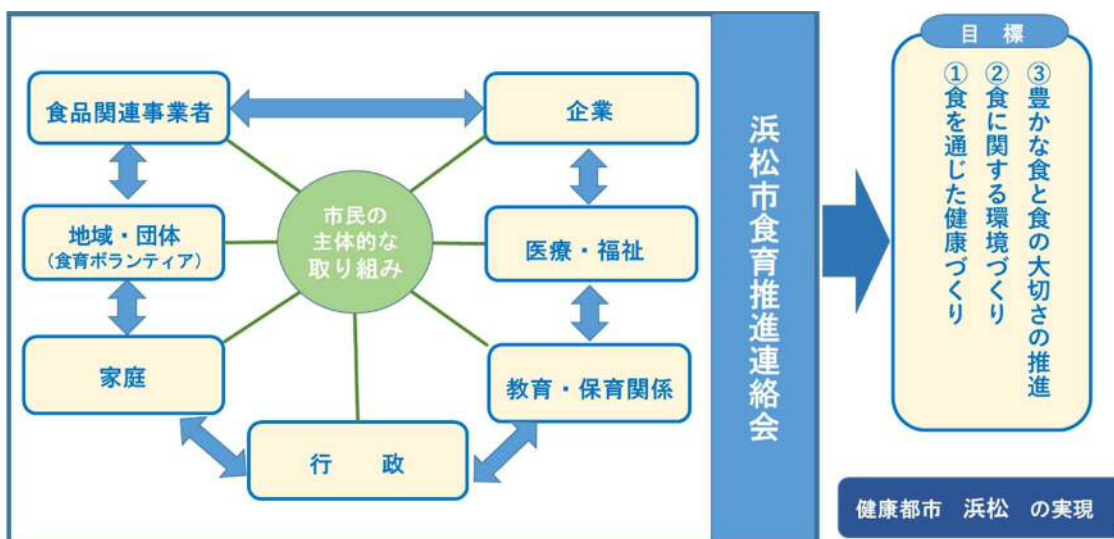 食品関連事業者
企業
市民の
主体的な
取り組み
地域・団体
(食育ボランティア)
医療・福祉
家庭
教育・保育関係
行　政
浜松市食育推進連絡会
目　標
③豊かな食と食の大切さの推進
②食に関する環境づくり
①食を通じた健康づくり
健康都市　浜松　の実現